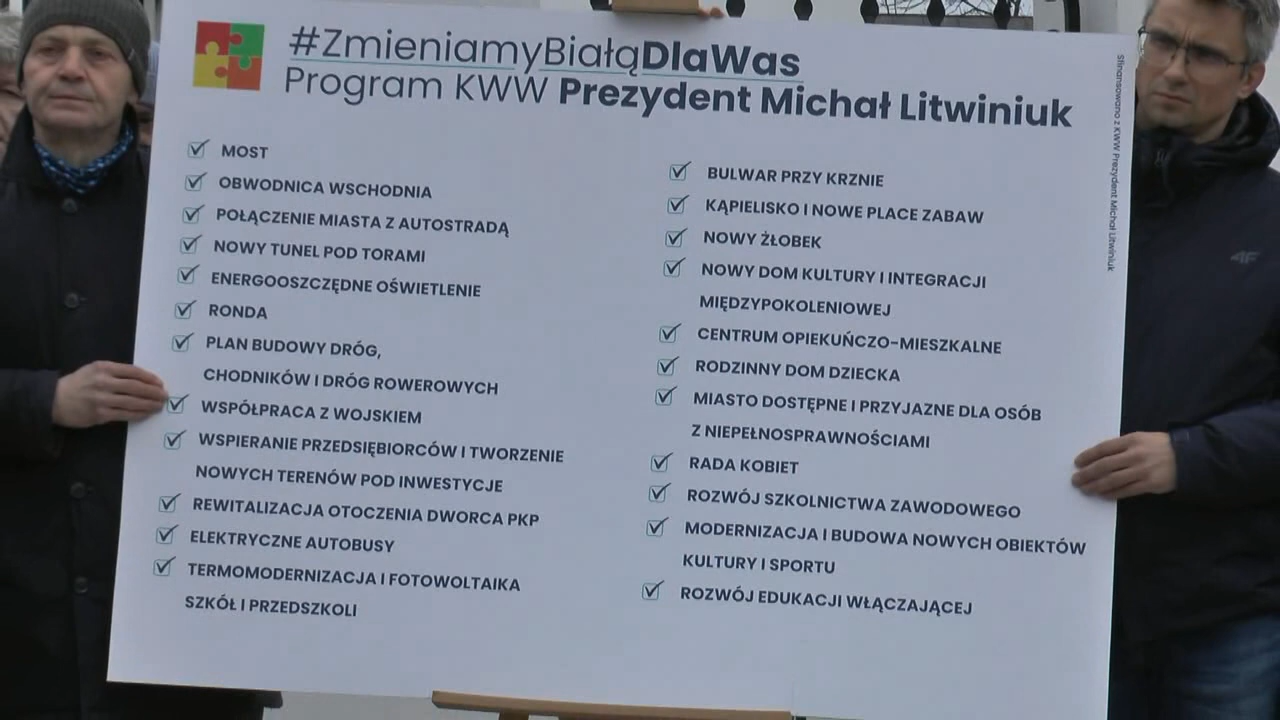 #ZmieniamyBiałąDlaWas
Program KWW Prezydent Michał Litwiniuk
MOST
OBWODNICA WSCHODNIA
POŁĄCZENIE MIASTA Z AUTOSTRADĄ
NOWY TUNEL POD TORAMI
ENERGOOSZCZĘDNE OŚWIETLENIE
RONDA
PLAN BUDOWY DRÓG,
CHODNIKÓW I DRÓG ROWEROWYCH
WSPÓŁPRACA Z WOJSKIEM
WSPIERANIE PRZEDSIĘBIORCÓW I TWORZENIE
NOWYCH TERENÓW POD INWESTYCJE
REWITALIZACJA OTOCZENIA DWORCA PKP
ELEKTRYCZNE AUTOBUSY
TERMOMODERNIZACJA I FOTOWOLTAIKA
SZKÓŁ I PRZEDSZKOLI
BULWAR PRZY KRZNIE
KĄPIELISKO I NOWE PLACE ZABAW
NOWY ŻŁOBEK
NOWY DOM KULTURY I INTEGRACJI
MIĘDZYPOKOLENIOWEJ
CENTRUM OPIEKUŃCZO-MIESZKALNE
RODZINNY DOM DZIECKA
MIASTO DOSTĘPNE I PRZYJAZNE DLA OSÓB
Z NIEPEŁNOSPRAWNOŚCIAMI
RADA KOBIET
ROZWÓJ SZKOLNICTWA ZAWODOWEGO
MODERNIZACJA I BUDOWA NOWYCH OBIEKTÓW
KULTURY I SPORTU
ROZWÓJ EDUKACJI WŁĄCZAJĄCEJ
Sfinansowano z KWW Prezydent Michał Litwiniuk
4F